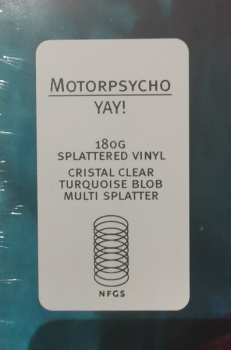 MOTORPSYCHO
YAY!
180G
SPLATTERED VINYL
CRISTAL CLEAR
TURQUOISE BLOB
MULTI SPLATTER
NFGS